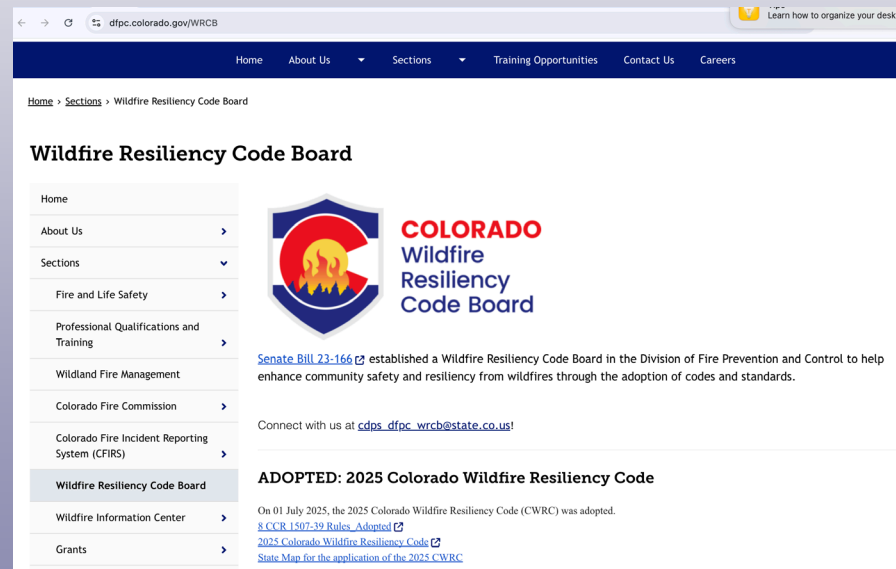 dfpc.colorado.gov/WRCB
Learn how to organize your desk
Home About Us Sections Training Opportunities Contact Us Careers
Home › Sections › Wildfire Resiliency Code Board
Wildfire Resiliency Code Board
Home
About Us
Sections
Fire and Life Safety
Professional Qualifications and
Training
Wildland Fire Management
Colorado Fire Commission
Colorado Fire Incident Reporting
System (CFIRS)
Wildfire Resiliency Code Board
Wildfire Information Center
Grants
COLORADO
Wildfire
Resiliency
Code Board
Senate Bill 23-166 established a Wildfire Resiliency Code Board in the Division of Fire Prevention and Control to help
enhance community safety and resiliency from wildfires through the adoption of codes and standards.
Connect with us at cdps_dfpc_wrcb@state.co.us!
ADOPTED: 2025 Colorado Wildfire Resiliency Code
On 01 July 2025, the 2025 Colorado Wildfire Resiliency Code (CWRC) was adopted.
8 CCR 1507-39 Rules_Adopted
2025 Colorado Wildfire Resiliency Code
State Map for the application of the 2025 CWRC